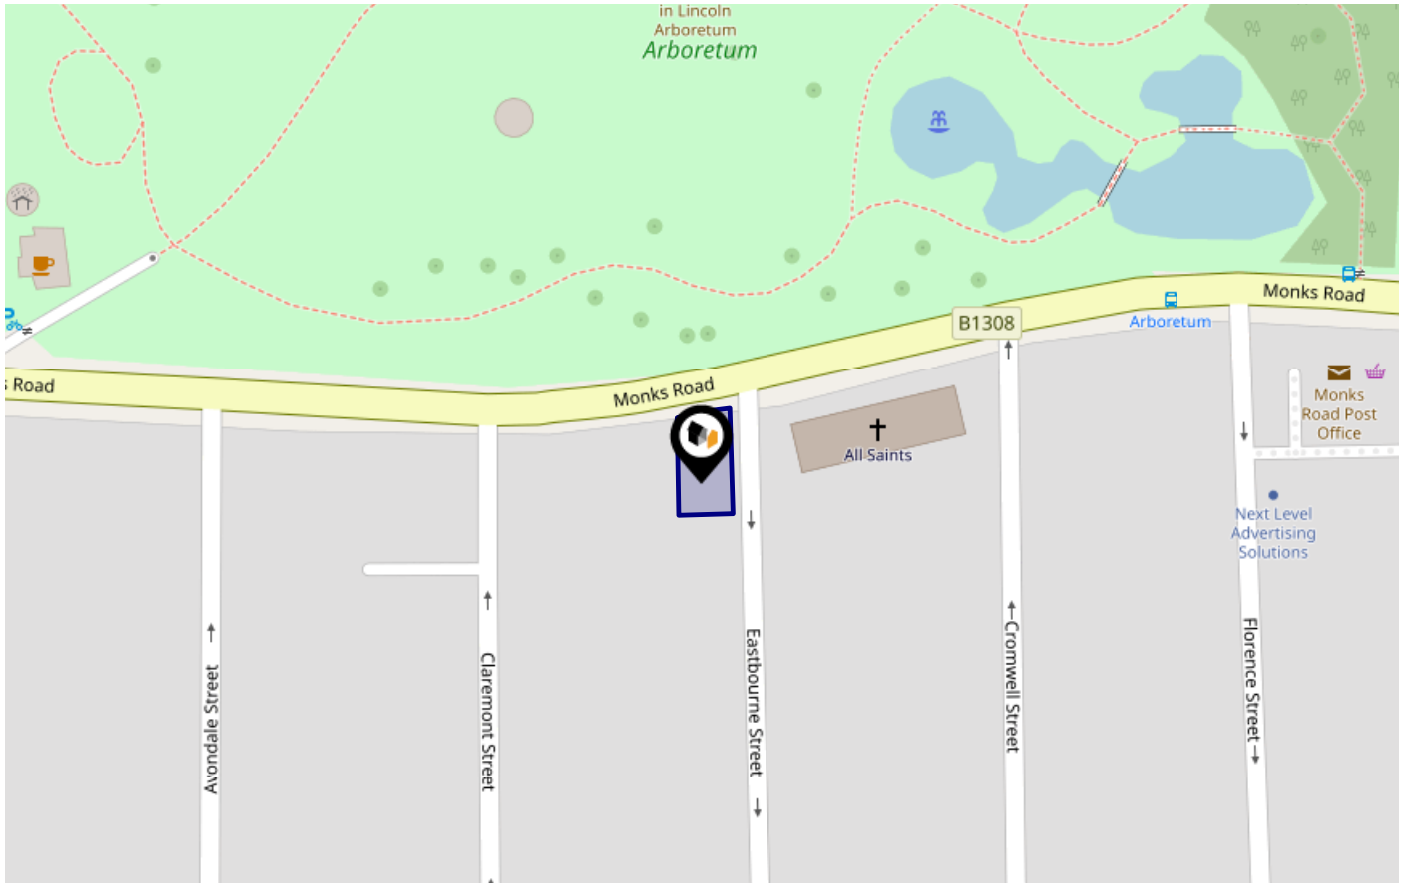 in Lincoln
Arboretum
Arboretum
Monks Road
B1308
Arboretum
s Road
Monks Road
Monks
Road Post
Office
All Saints
Next Level
Advertising
Solutions
Avondale Street
Claremont Street
Eastbourne Street
Cromwell Street
Florence Street